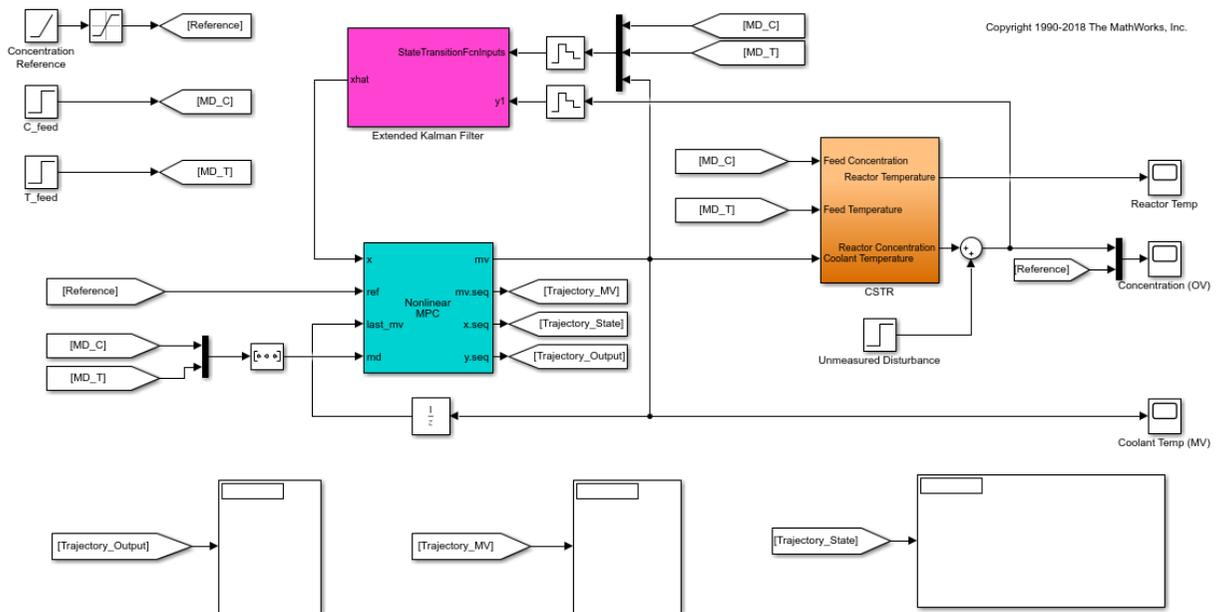 Concentration
Reference
[Reference]
C_feed
[MD_C]
T_feed
[MD_T]
StateTransitionFcnInputs
xhat
y1
Extended Kalman Filter
[MD_C]
[MD_T]
Copyright 1990-2018 The MathWorks, Inc.
[MD_C]
[MD_T]
Feed Concentration
Reactor Temperature
Feed Temperature
Reactor Concentration
Coolant Temperature
CSTR
+
+
Reactor Temp
[Reference]
Concentration (OV)
Unmeasured Disturbance
[Reference]
[MD_C]
[MD_T]
x
ref
last_mv
md
Nonlinear
MPC
mv
mv.seq
x.seq
y.seq
[Trajectory_MV]
[Trajectory_State]
[Trajectory_Output]
1
z
Coolant Temp (MV)
[Trajectory_Output]
[Trajectory_MV]
[Trajectory_State]